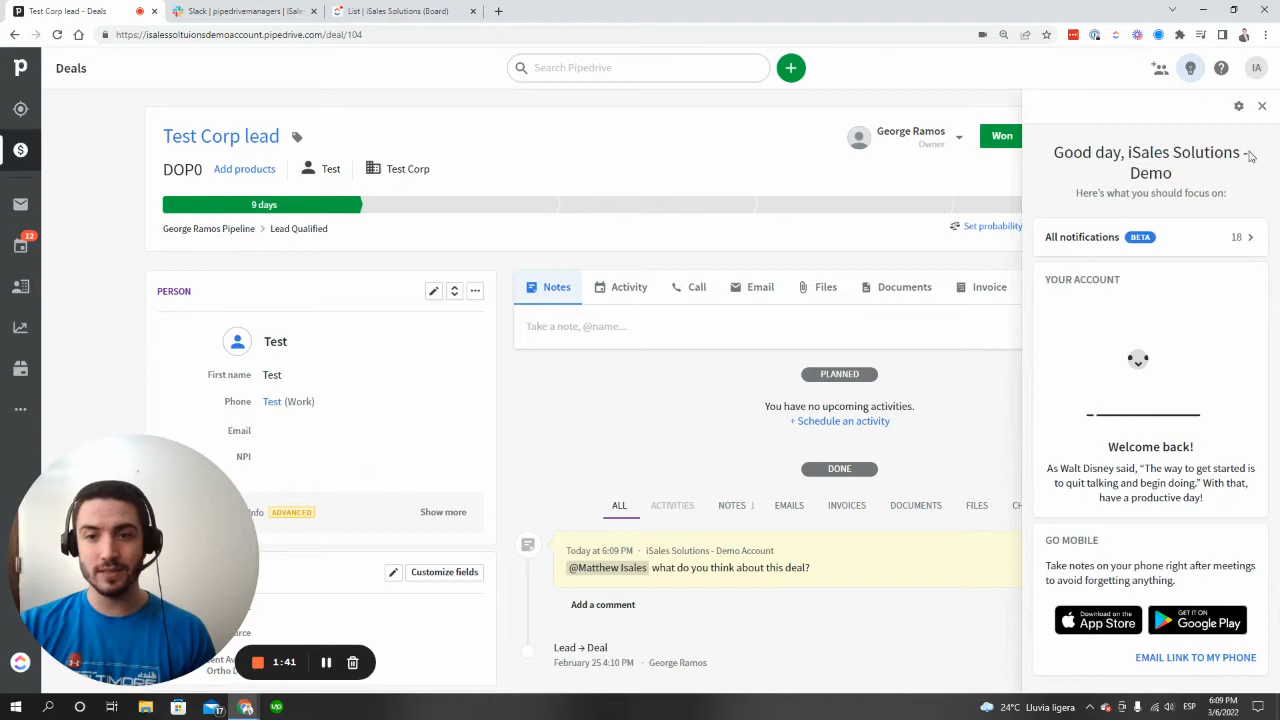 Test Corp lead - Deals
Slack | pipedrivers | iSale
List | iSales Solutions (Board)
https://isalessoltuionsdemoaccount.pipedrive.com/deal/104
Deals
Search Pipedrive
IA
Test Corp lead
George Ramos
Owner
Won
DOP0
Add products
Test
Test Corp
9 days
George Ramos Pipeline > Lead Qualified
Set probability
Good day, iSales Solutions -
Demo
Here's what you should focus on:
All notifications
BETA
18
YOUR ACCOUNT
Welcome back!
As Walt Disney said, “The way to get started is
to quit talking and begin doing.” With that,
have a productive day!
GO MOBILE
Take notes on your phone right after meetings
to avoid forgetting anything.
Download on the
App Store
GET IT ON
Google Play
EMAIL LINK TO MY PHONE
12
PERSON
Test
First name
Test
Phone
Test (Work)
Email
NPI
nfo
ADVANCED
Show more
Customize fields
Ortho
1:41
Notes
Activity
Call
Email
Files
Documents
Invoice
Take a note, @name...
PLANNED
You have no upcoming activities.
+ Schedule an activity
DONE
ALL
ACTIVITIES
NOTES 1
EMAILS
INVOICES
DOCUMENTS
FILES
CH
Today at 6:09 PM · iSales Solutions - Demo Account
@Matthew Isales what do you think about this deal?
Add a comment
Lead → Deal
February 25 4:10 PM · George Ramos
17
up
24°C Lluvia ligera
ESP
6:09 PM
3/6/2022